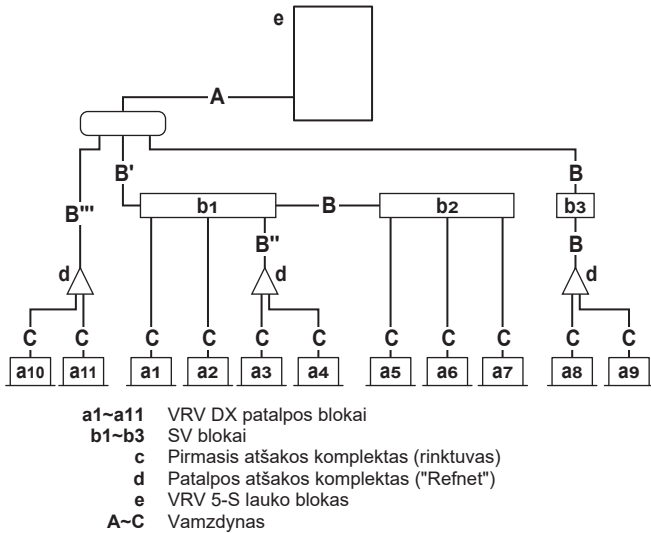 e
A
B'
B
B'''
b1
B
b2
b3
B''
B
d
d
d
C
C
C
C
C
C
C
C
C
C
C
a10
a11
a1
a2
a3
a4
a5
a6
a7
a8
a9
a1~a11 VRV DX patalpos blokai
b1~b3 SV blokai
c Pirmasis atšakos komplektas (rinktuvas)
d Patalpos atšakos komplektas ("Refnet")
e VRV 5-S lauko blokas
A~C Vamzdynas